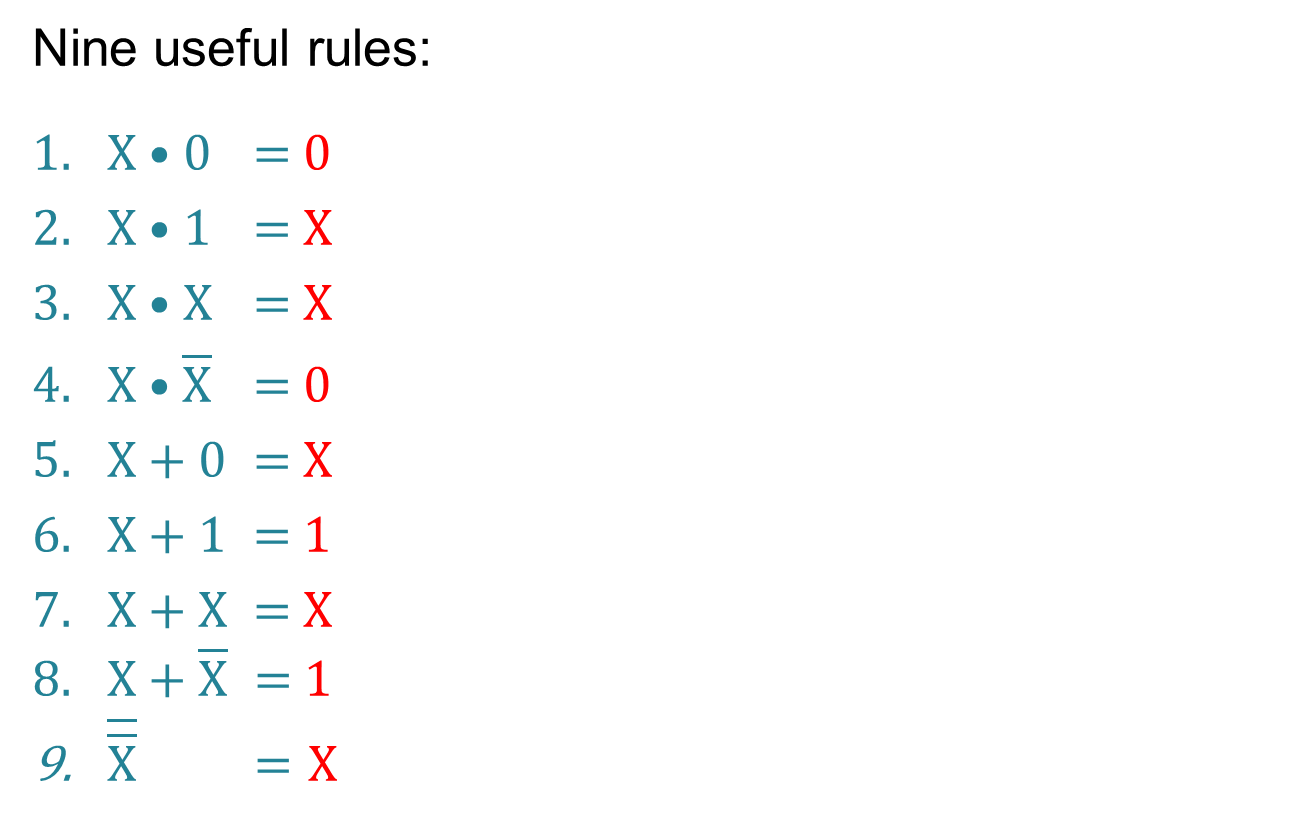 Nine useful rules:
1. X • 0 = 0
2. X • 1 = X
3. X • X = X
4. X • X̅ = 0
5. X + 0 = X
6. X + 1 = 1
7. X + X = X
8. X + X̅ = 1
9. X̿ = X